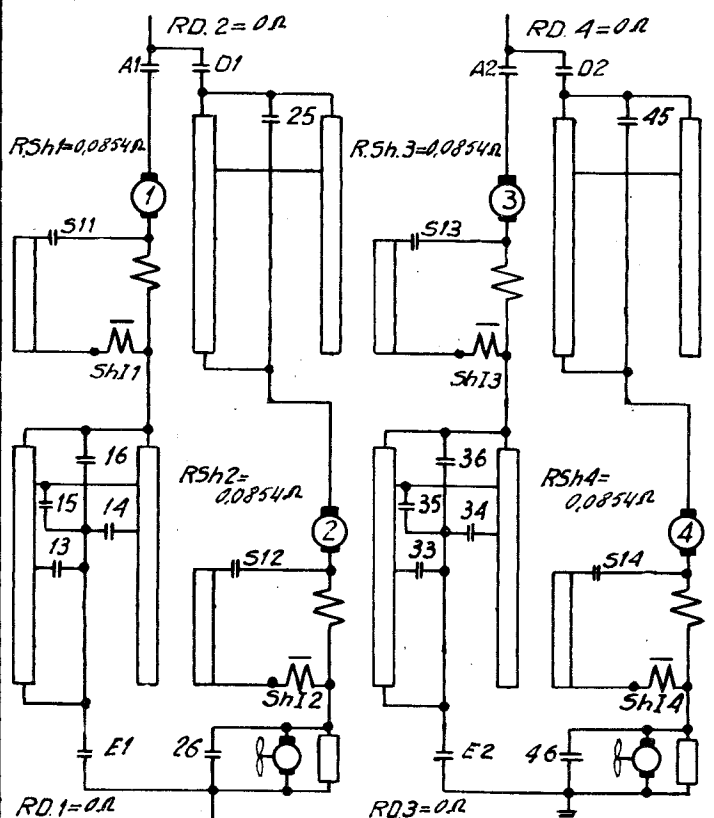 RD.2=0Ω
RD.4=0Ω
A1
D1
A2
D2
25
45
RSh1=0,0854Ω
R.Sh.3=0,0854Ω
1
3
S11
S13
ShI1
ShI3
16
36
RSh2=
0,0854Ω
RSh4=
0,0854Ω
15
14
35
34
2
4
13
33
S12
S14
ShI2
ShI4
E1
26
E2
46
RD.1=0Ω
RD.3=0Ω